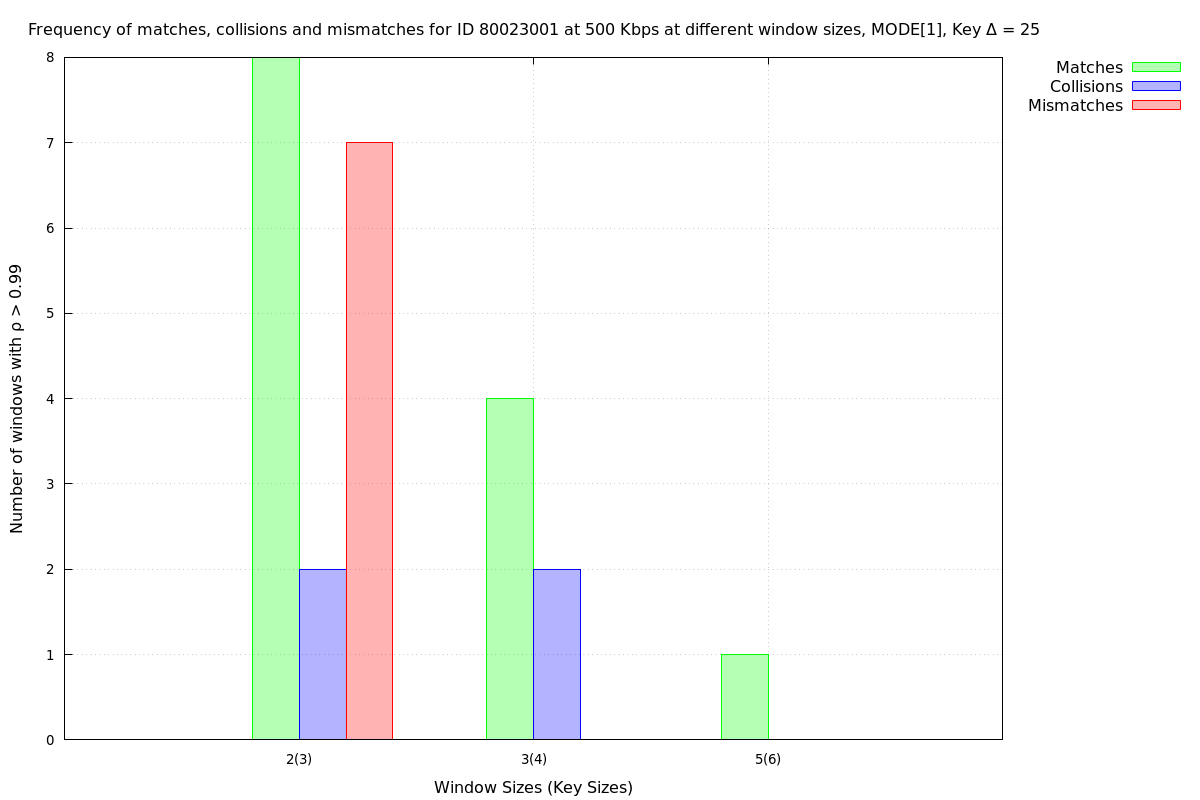 Frequency of matches, collisions and mismatches for ID 80023001 at 500 Kbps at different window sizes, MODE[1], Key Δ = 25
Matches
Collisions
Mismatches
Number of windows with ρ > 0.99
8
7
6
5
4
3
2
1
0
2(3) 3(4) 5(6)
Window Sizes (Key Sizes)